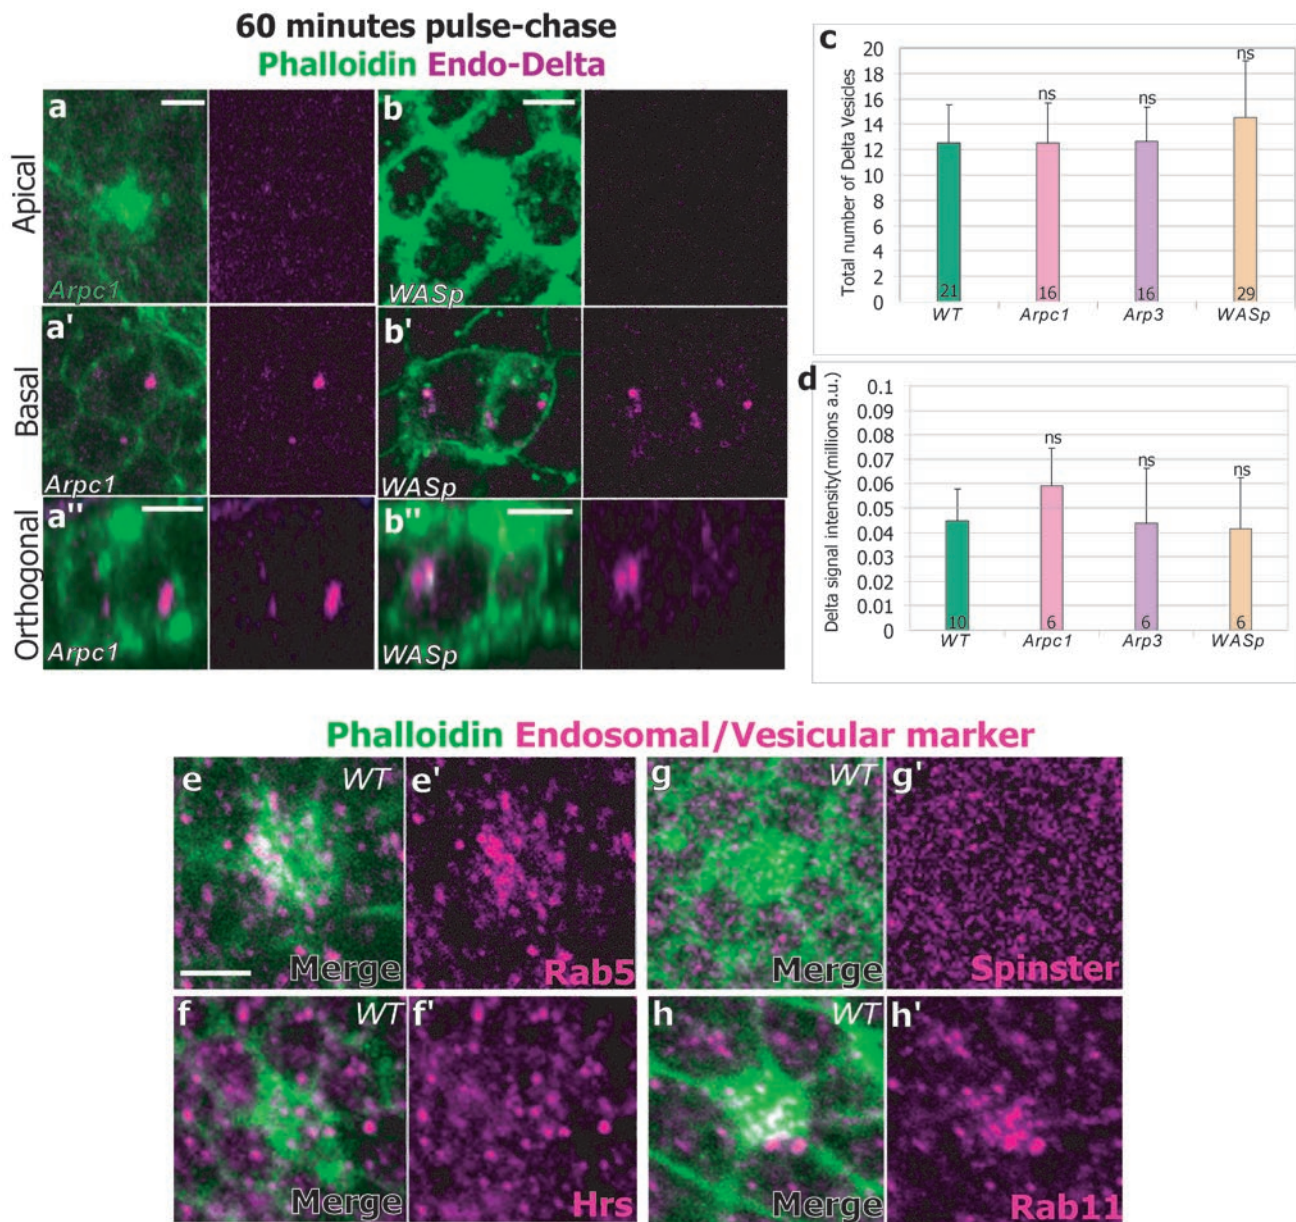 60 minutes pulse-chase
Phalloidin Endo-Delta
Apical
a
Arpc1
b
WASp
Basal
a'
Arpc1
b'
WASp
Orthogonal
a''
Arpc1
b''
WASp
c
Total number of Delta Vesicles
20
18
16
14
12
10
8
6
4
2
0
ns
ns
ns
21
16
16
29
WT
Arpc1
Arp3
WASp
d
Delta signal intensity(millions a.u.)
0.1
0.09
0.08
0.07
0.06
0.05
0.04
0.03
0.02
0.01
0
ns
ns
ns
10
6
6
6
WT
Arpc1
Arp3
WASp
Phalloidin Endosomal/Vesicular marker
e
WT
Merge
e'
Rab5
g
WT
Merge
g'
Spinster
f
WT
Merge
f'
Hrs
h
WT
Merge
h'
Rab11